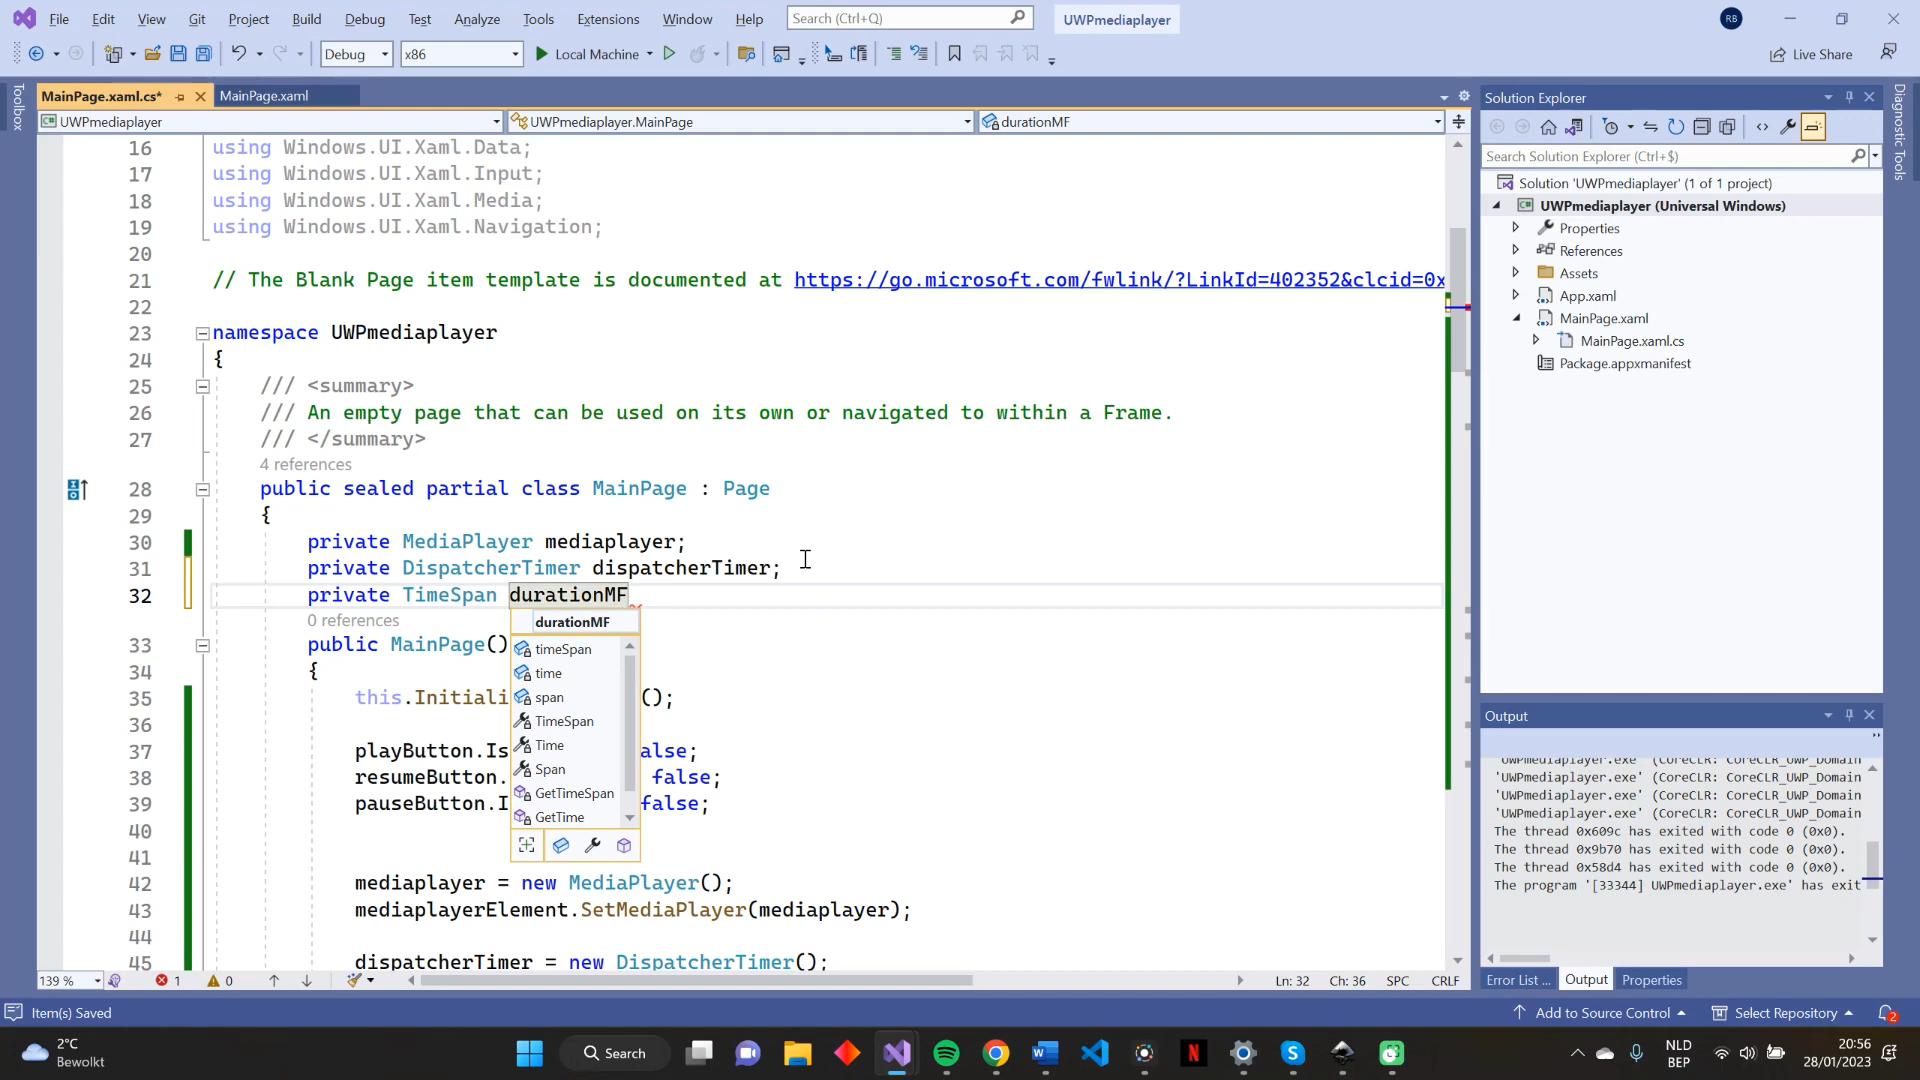 File Edit View Git Project Build Debug Test Analyze Tools Extensions Window Help Search (Ctrl+Q) UWPmediaplayer RB
Debug x86 Local Machine Live Share
MainPage.xaml.cs* MainPage.xaml
UWPmediaplayer UWPmediaplayer.MainPage durationMF
Toolbox
16 using Windows.UI.Xaml.Data;
17 using Windows.UI.Xaml.Input;
18 using Windows.UI.Xaml.Media;
19 using Windows.UI.Xaml.Navigation;
20
21 // The Blank Page item template is documented at https://go.microsoft.com/fwlink/?LinkId=402352&clcid=0x
22
23 namespace UWPmediaplayer
24 {
25 /// <summary>
26 /// An empty page that can be used on its own or navigated to within a Frame.
27 /// </summary>
4 references
28 public sealed partial class MainPage : Page
29 {
30 private MediaPlayer mediaplayer;
31 private DispatcherTimer dispatcherTimer;
32 private TimeSpan durationMF
0 references
33 public MainPage()
34 {
35 this.Initiali ();
36
37 playButton.Is alse;
38 resumeButton. false;
39 pauseButton.I false;
40
41
42 mediaplayer = new MediaPlayer();
43 mediaplayerElement.SetMediaPlayer(mediaplayer);
44
45 dispatcherTimer = new DispatcherTimer();
durationMF
timeSpan
time
span
TimeSpan
Time
Span
GetTimeSpan
GetTime
139 % 1 0 Ln: 32 Ch: 36 SPC CRLF
Solution Explorer
Search Solution Explorer (Ctrl+$)
Solution 'UWPmediaplayer' (1 of 1 project)
UWPmediaplayer (Universal Windows)
Properties
References
Assets
App.xaml
MainPage.xaml
MainPage.xaml.cs
Package.appxmanifest
Diagnostic Tools
Output
'UWPmediaplayer.exe' (CoreCLR: CoreCLR_UWP_Domain
'UWPmediaplayer.exe' (CoreCLR: CoreCLR_UWP_Domain
'UWPmediaplayer.exe' (CoreCLR: CoreCLR_UWP_Domain
'UWPmediaplayer.exe' (CoreCLR: CoreCLR_UWP_Domain
The thread 0x609c has exited with code 0 (0x0).
The thread 0x9b70 has exited with code 0 (0x0).
The thread 0x58d4 has exited with code 0 (0x0).
The program '[33344] UWPmediaplayer.exe' has exit
Error List ... Output Properties
Item(s) Saved Add to Source Control Select Repository 2
2°C
Bewolkt
Search
NLD
BEP
20:56
28/01/2023